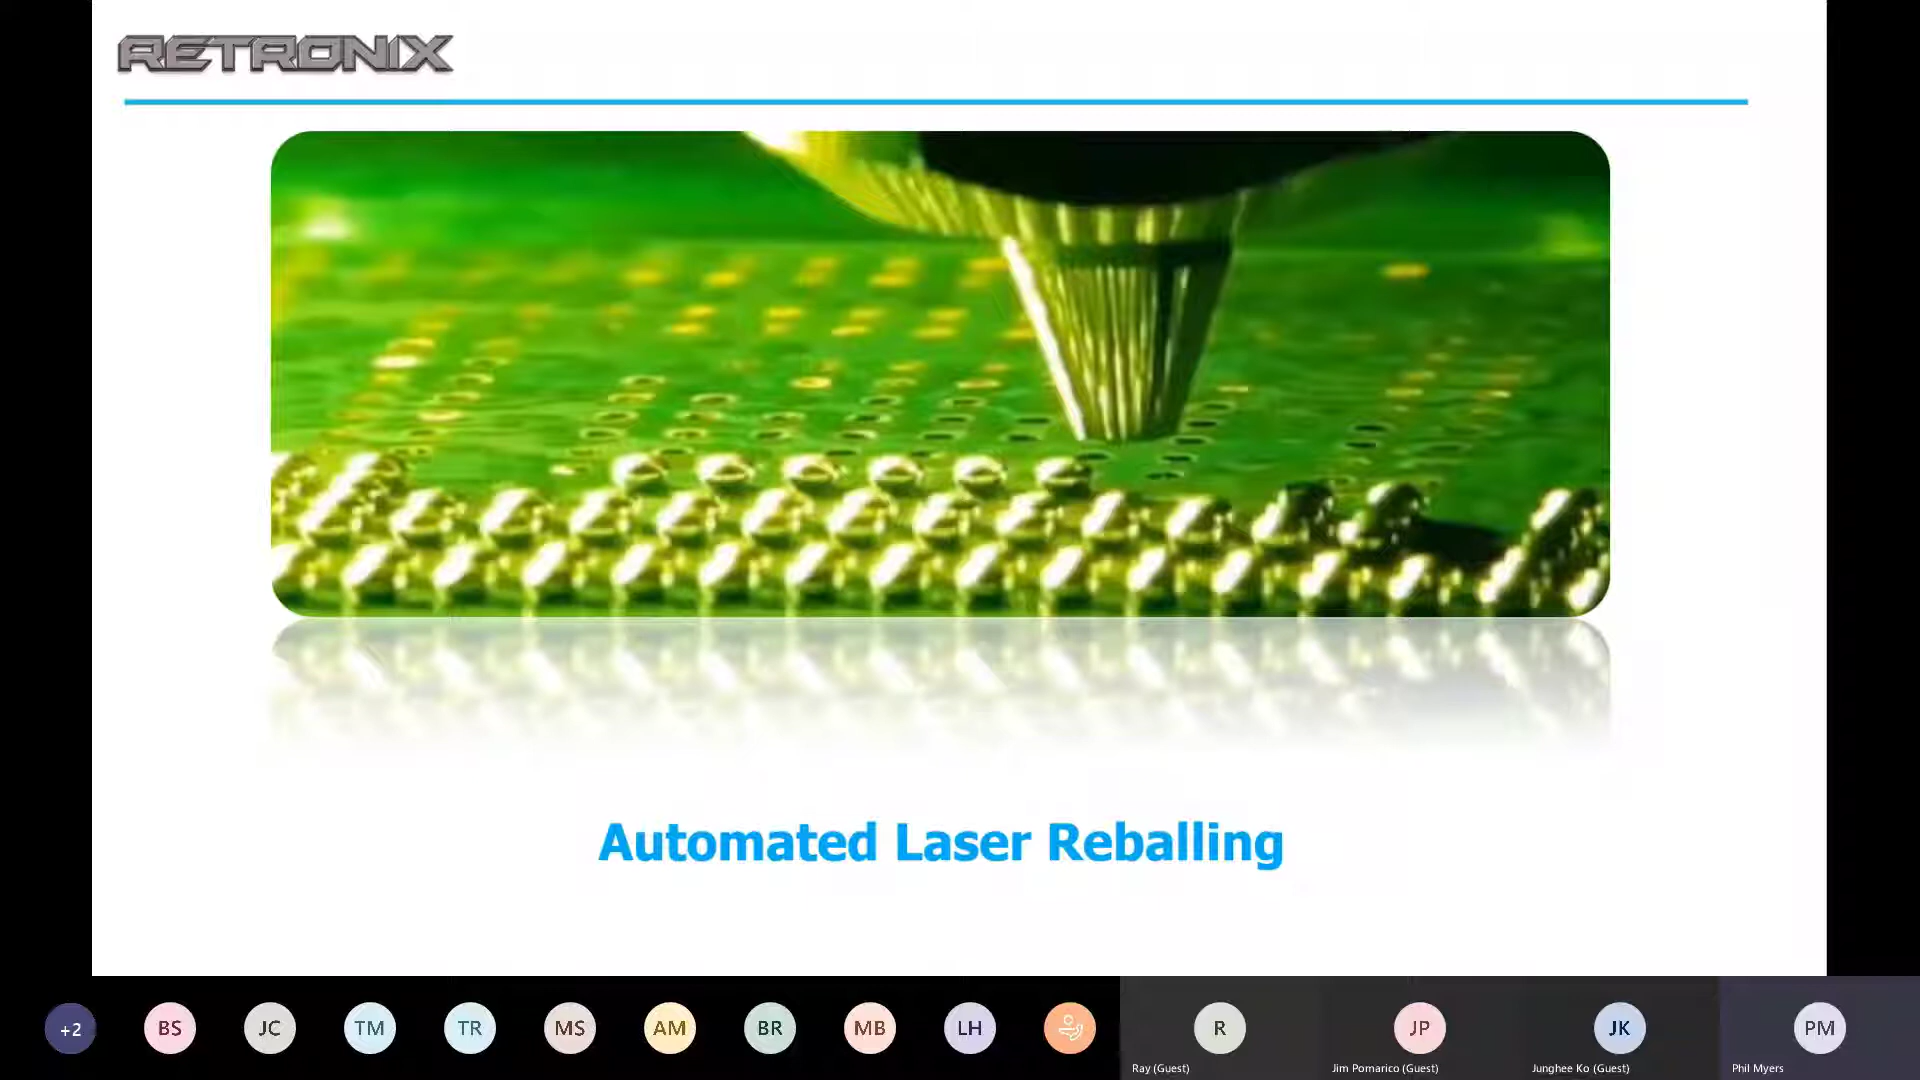 RETRONIX
Automated Laser Reballing
+2
BS
JC
TM
TR
MS
AM
BR
MB
LH
R
JP
JK
PM
Ray (Guest)
Jim Pomarico (Guest)
Junghee Ko (Guest)
Phil Myers